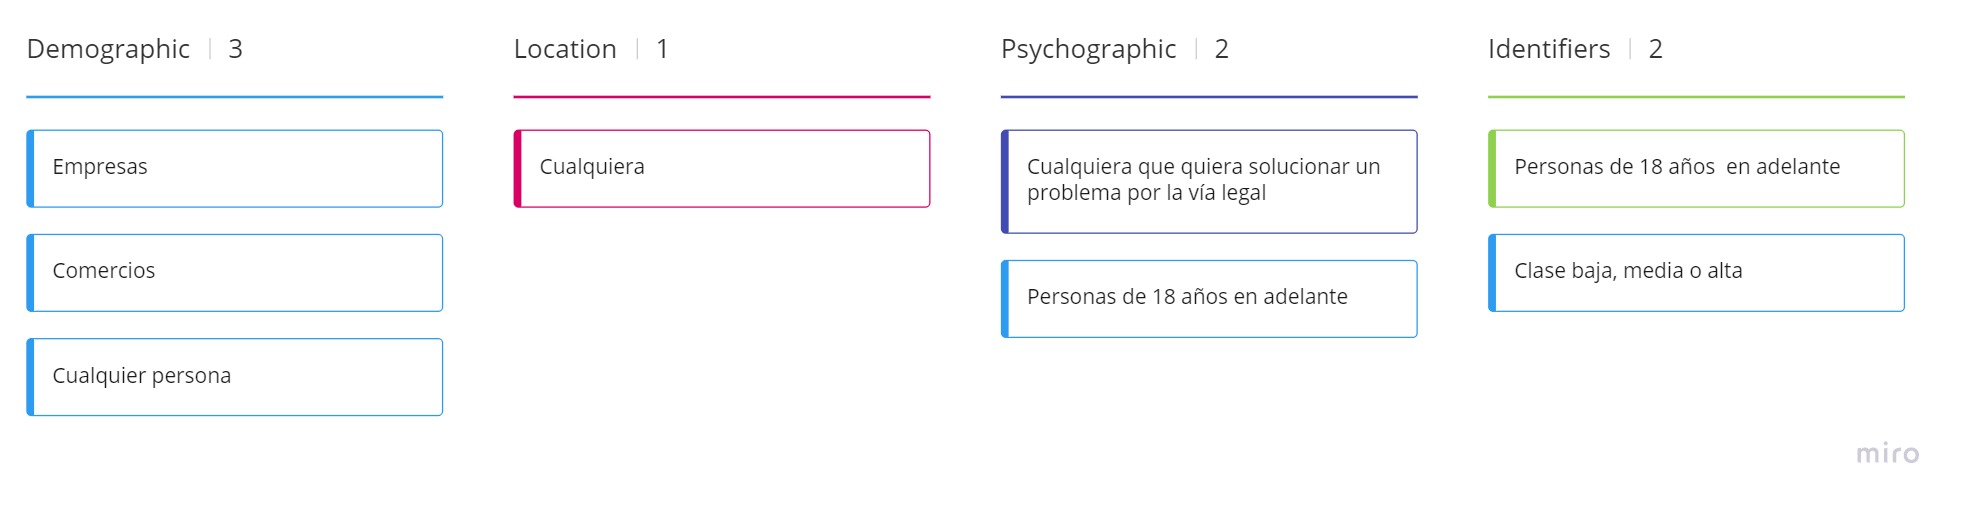 Demographic | 3
Empresas
Comercios
Cualquier persona
Location | 1
Cualquiera
Psychographic | 2
Cualquiera que quiera solucionar un
problema por la vía legal
Personas de 18 años en adelante
Identifiers | 2
Personas de 18 años  en adelante
Clase baja, media o alta
miro